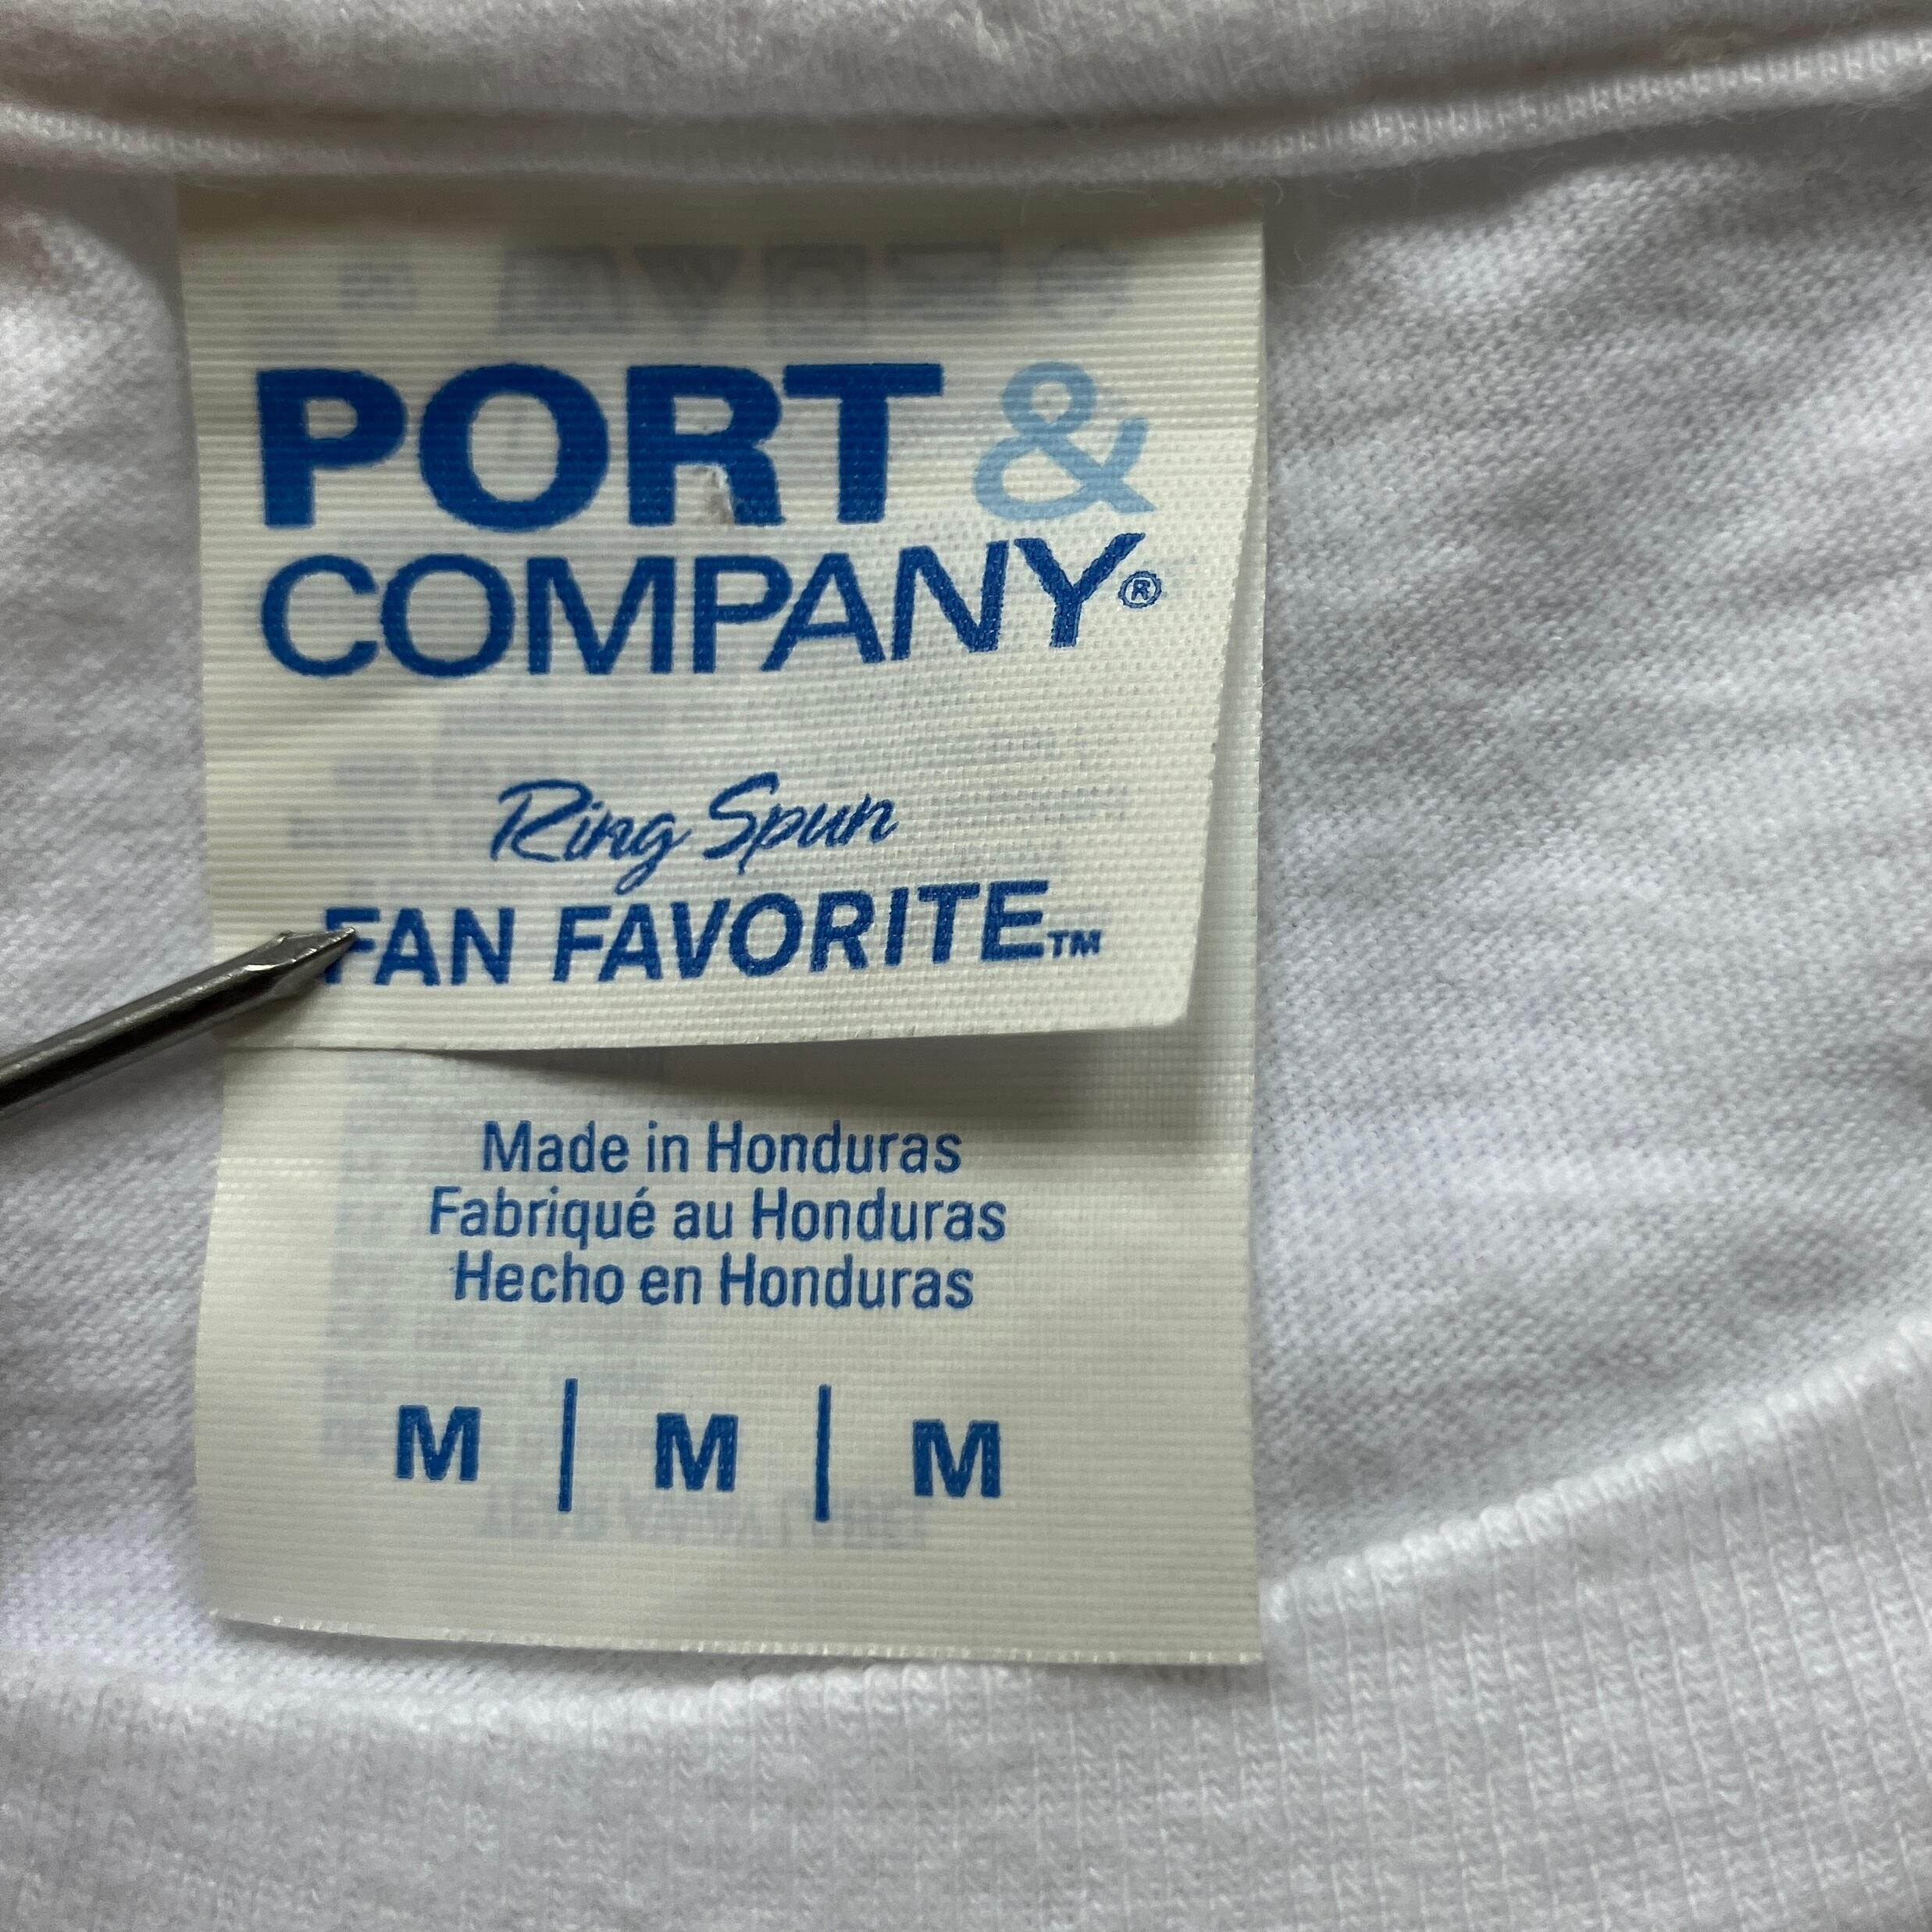 PORT &
COMPANY®
Ring Spun
FAN FAVORITE™
Made in Honduras
Fabriqué au Honduras
Hecho en Honduras
M | M | M